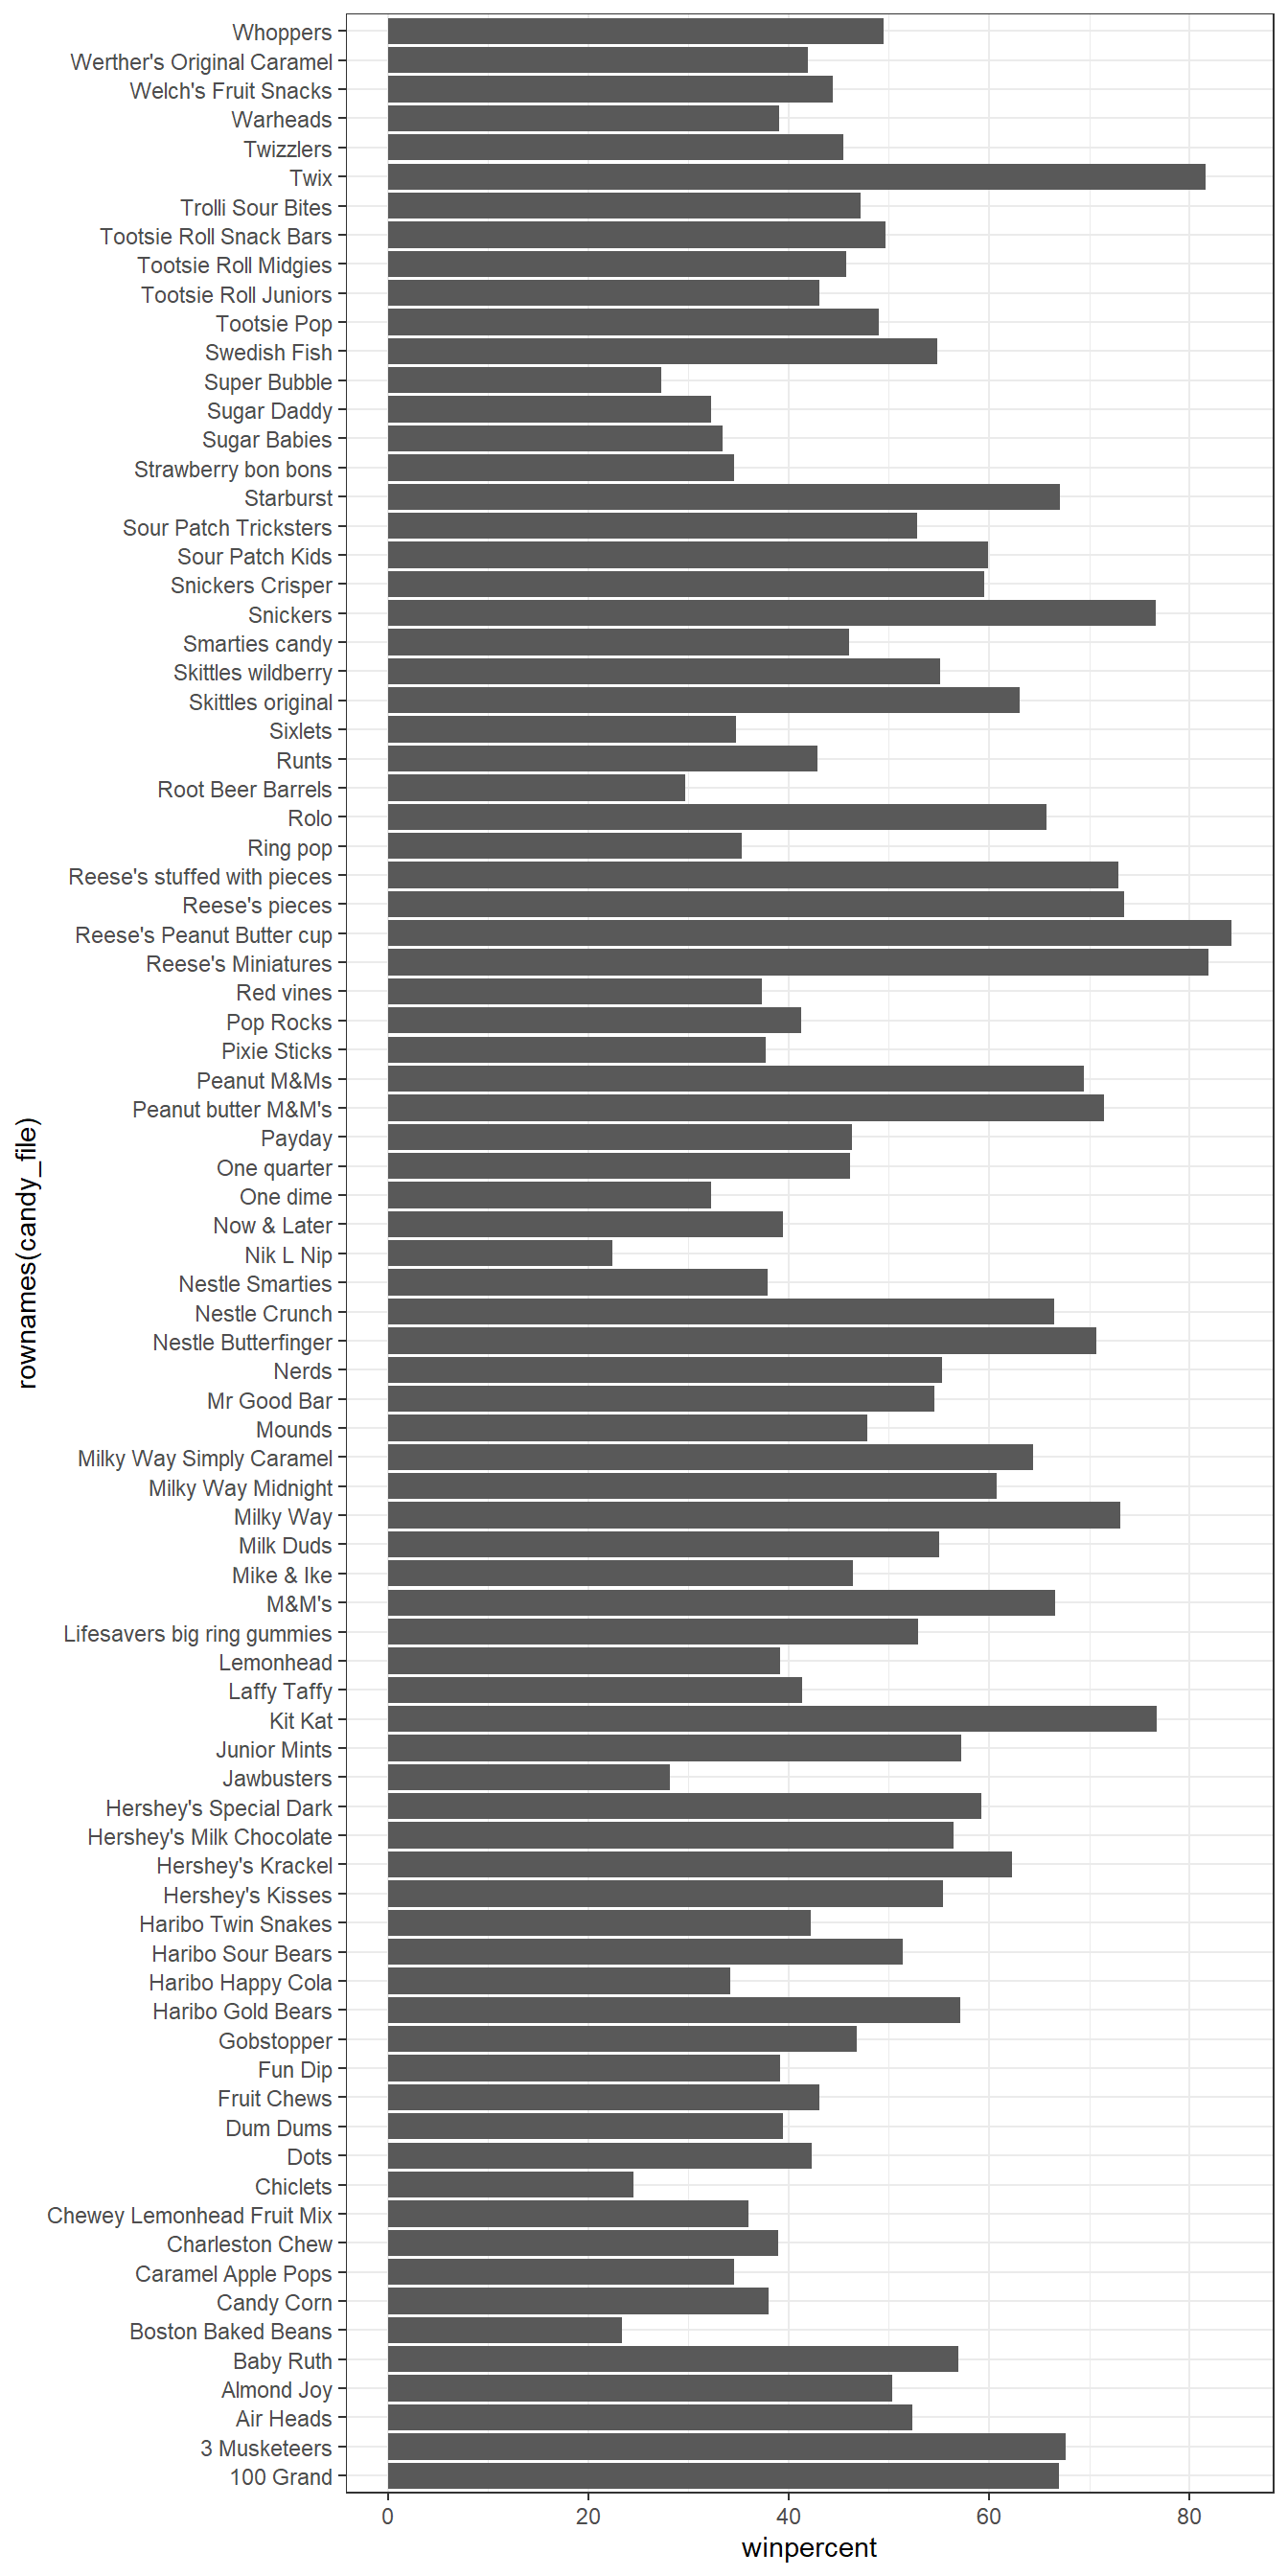 Whoppers
Werther's Original Caramel
Welch's Fruit Snacks
Warheads
Twizzlers
Twix
Trolli Sour Bites
Tootsie Roll Snack Bars
Tootsie Roll Midgies
Tootsie Roll Juniors
Tootsie Pop
Swedish Fish
Super Bubble
Sugar Daddy
Sugar Babies
Strawberry bon bons
Starburst
Sour Patch Tricksters
Sour Patch Kids
Snickers Crisper
Snickers
Smarties candy
Skittles wildberry
Skittles original
Sixlets
Runts
Root Beer Barrels
Rolo
Ring pop
Reese's stuffed with pieces
Reese's pieces
Reese's Peanut Butter cup
Reese's Miniatures
Red vines
Pop Rocks
Pixie Sticks
Peanut M&Ms
Peanut butter M&M's
Payday
One quarter
One dime
Now & Later
Nik L Nip
Nestle Smarties
Nestle Crunch
Nestle Butterfinger
Nerds
Mr Good Bar
Mounds
Milky Way Simply Caramel
Milky Way Midnight
Milky Way
Milk Duds
Mike & Ike
M&M's
Lifesavers big ring gummies
Lemonhead
Laffy Taffy
Kit Kat
Junior Mints
Jawbusters
Hershey's Special Dark
Hershey's Milk Chocolate
Hershey's Krackel
Hershey's Kisses
Haribo Twin Snakes
Haribo Sour Bears
Haribo Happy Cola
Haribo Gold Bears
Gobstopper
Fun Dip
Fruit Chews
Dum Dums
Dots
Chiclets
Chewey Lemonhead Fruit Mix
Charleston Chew
Caramel Apple Pops
Candy Corn
Boston Baked Beans
Baby Ruth
Almond Joy
Air Heads
3 Musketeers
100 Grand
rownames(candy_file)
0 20 40 60 80
winpercent